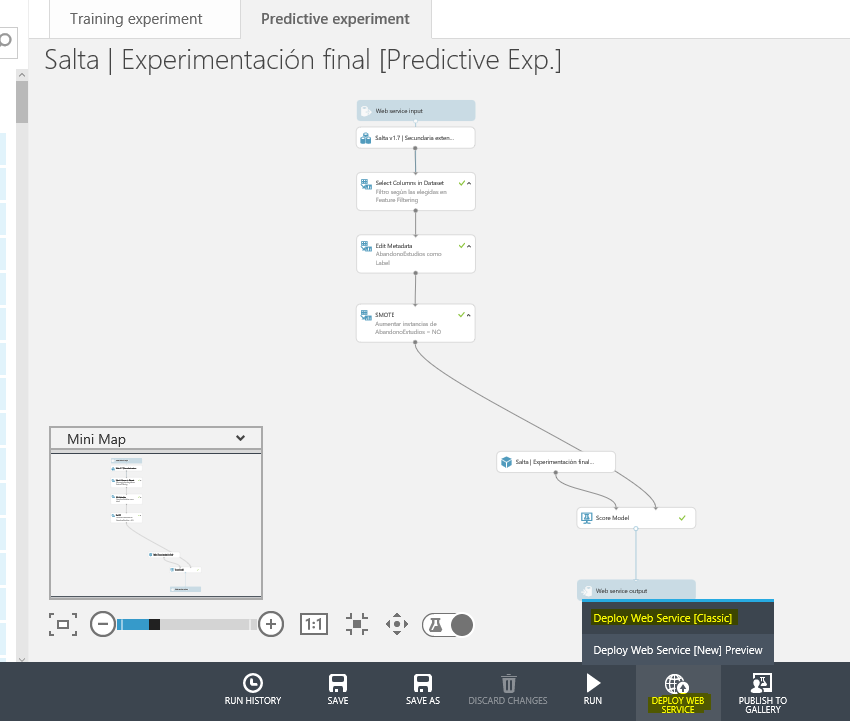 Training experiment
Predictive experiment
Salta | Experimentación final [Predictive Exp.]
Web service input
Salta v1.7 | Secundaria exten...
Select Columns in Dataset
Filtro según las elegidas en
Feature Filtering
Edit Metadata
AbandonoEstudios como
Label
SMOTE
Aumentar instancias de
AbandonoEstudios = NO
Mini Map
Salta | Experimentación final...
Score Model
Web service output
Deploy Web Service [Classic]
Deploy Web Service [New] Preview
1:1
RUN HISTORY
SAVE
SAVE AS
DISCARD CHANGES
RUN
DEPLOY WEB
SERVICE
PUBLISH TO
GALLERY